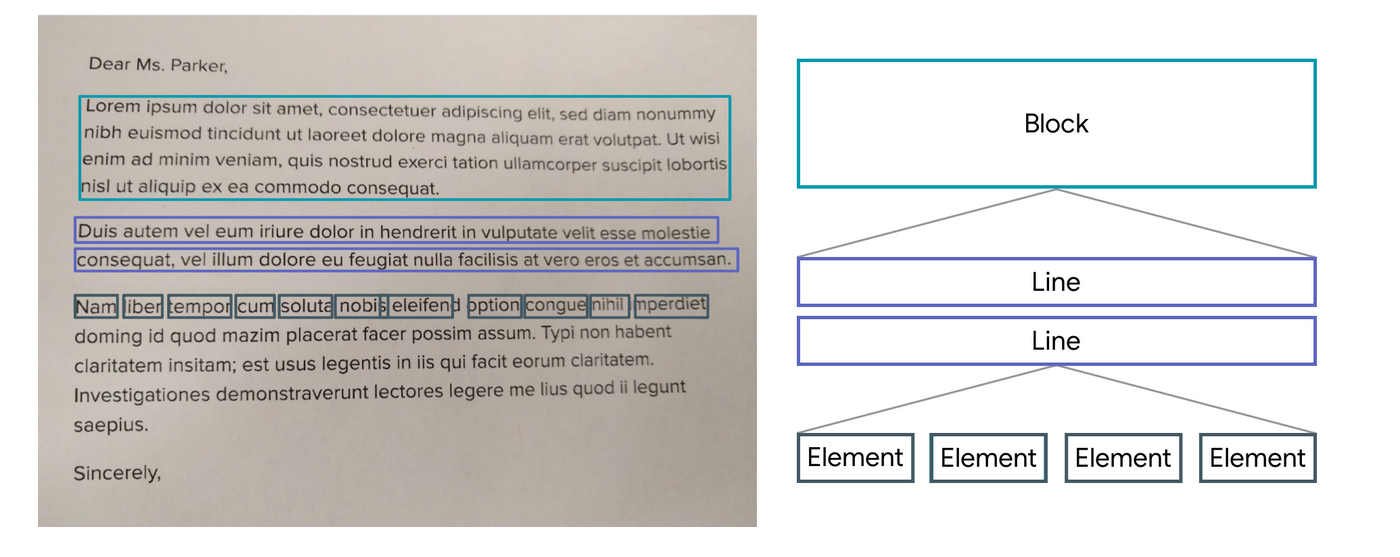 Dear Ms. Parker,
Lorem ipsum dolor sit amet, consectetuer adipiscing elit, sed diam nonummy
nibh euismod tincidunt ut laoreet dolore magna aliquam erat volutpat. Ut wisi
enim ad minim veniam, quis nostrud exerci tation ullamcorper suscipit lobortis
nisl ut aliquip ex ea commodo consequat.
Duis autem vel eum iriure dolor in hendrerit in vulputate velit esse molestie
consequat, vel illum dolore eu feugiat nulla facilisis at vero eros et accumsan.
Nam liber tempor cum soluta nobis eleifend option congue nihil imperdiet
doming id quod mazim placerat facer possim assum. Typi non habent
claritatem insitam; est usus legentis in iis qui facit eorum claritatem.
Investigationes demonstraverunt lectores legere me lius quod ii legunt
saepius.
Sincerely,
Block
Line
Line
Element Element Element Element